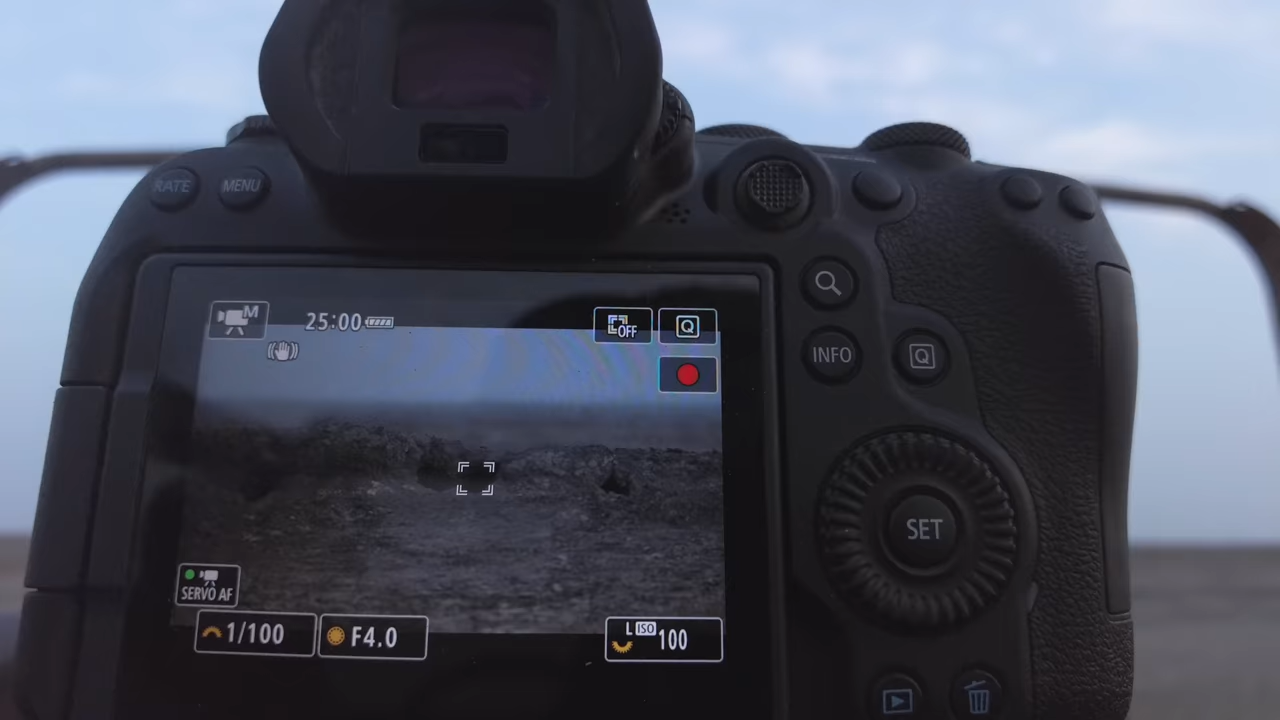 RATE MENU
M 25:00 OFF Q
INFO Q
SET
SERVO AF
1/100 F4.0 L ISO 100